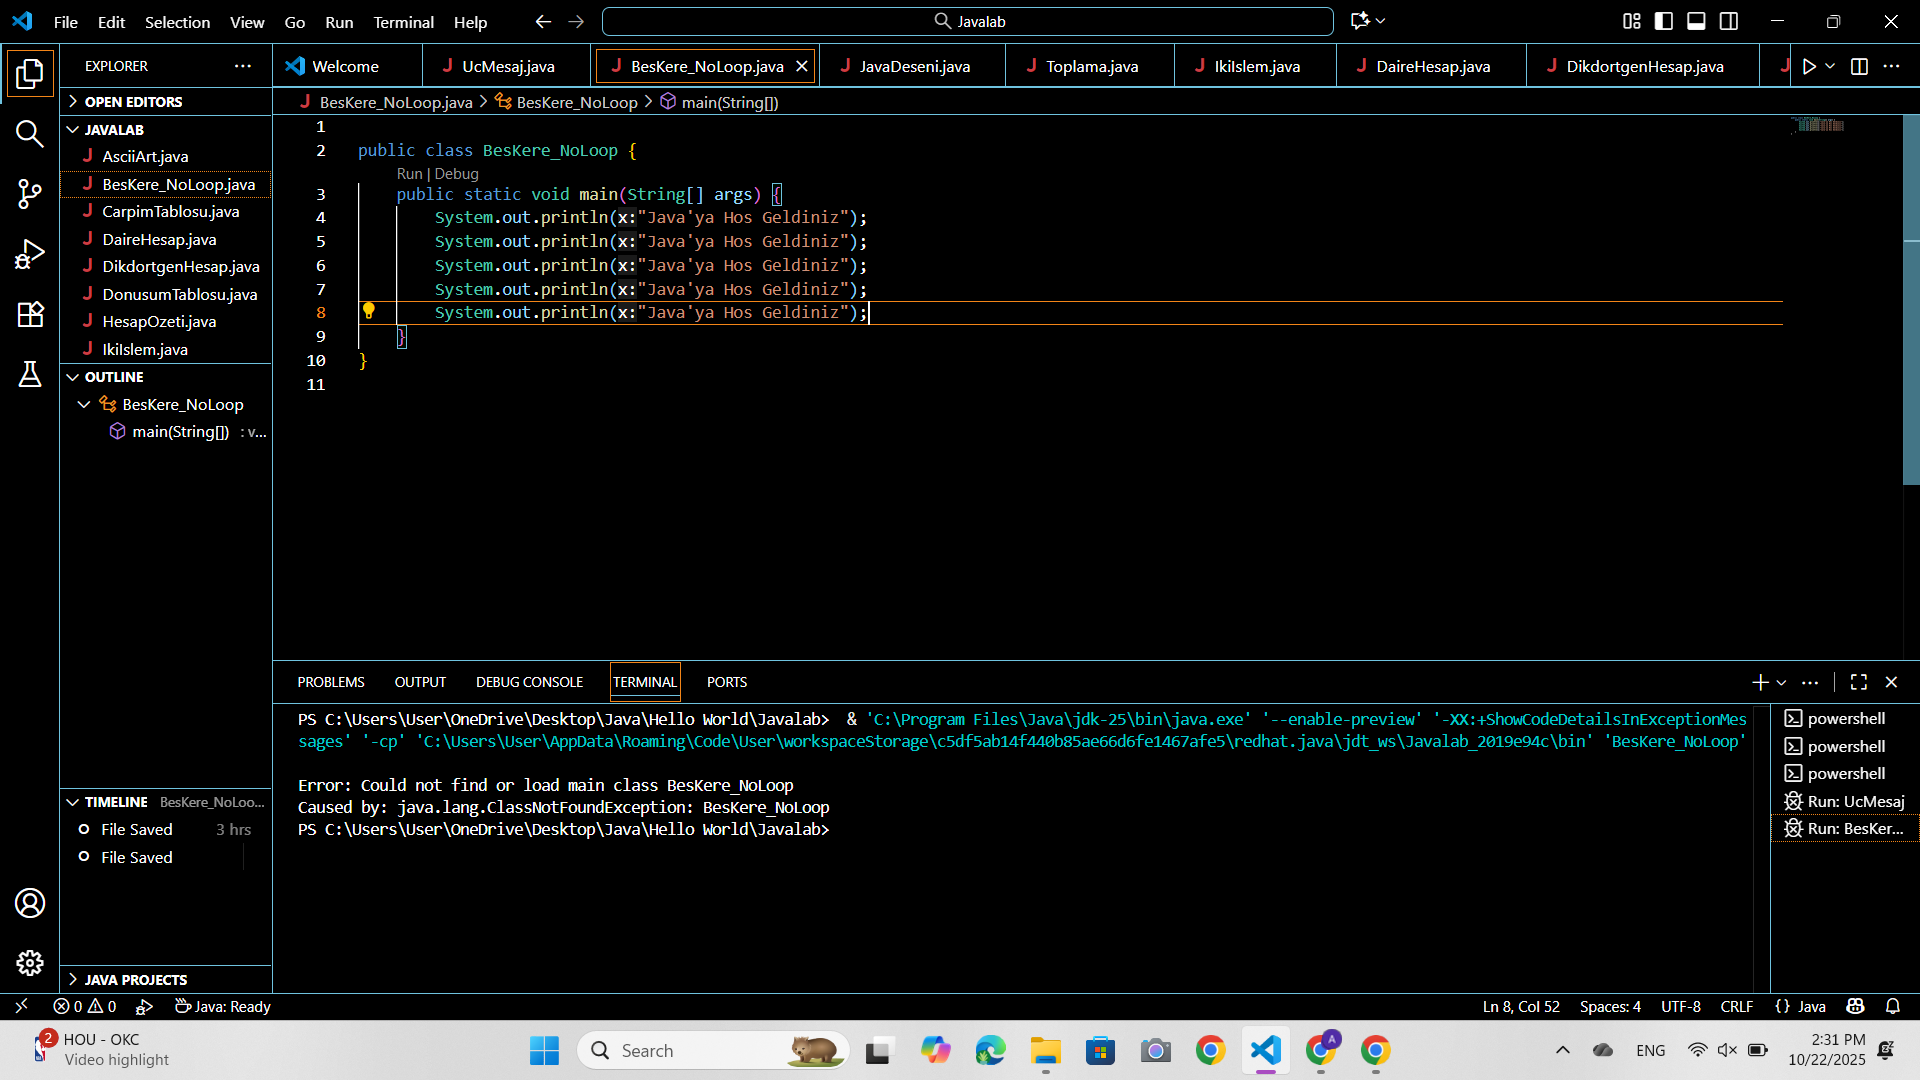 File Edit Selection View Go Run Terminal Help
Javalab
EXPLORER
Welcome
UcMesaj.java
BesKere_NoLoop.java
JavaDeseni.java
Toplama.java
IkiIslem.java
DaireHesap.java
DikdortgenHesap.java
BesKere_NoLoop.java > BesKere_NoLoop > main(String[])
OPEN EDITORS
JAVALAB
AsciiArt.java
BesKere_NoLoop.java
CarpimTablosu.java
DaireHesap.java
DikdortgenHesap.java
DonusumTablosu.java
HesapOzeti.java
IkiIslem.java
OUTLINE
BesKere_NoLoop
main(String[]) : v...
TIMELINE BesKere_NoLoo...
File Saved 3 hrs
File Saved
JAVA PROJECTS
1
2 public class BesKere_NoLoop {
Run | Debug
3 public static void main(String[] args) {
4 System.out.println(x:"Java'ya Hos Geldiniz");
5 System.out.println(x:"Java'ya Hos Geldiniz");
6 System.out.println(x:"Java'ya Hos Geldiniz");
7 System.out.println(x:"Java'ya Hos Geldiniz");
8 System.out.println(x:"Java'ya Hos Geldiniz");
9 }
10 }
11
PROBLEMS OUTPUT DEBUG CONSOLE TERMINAL PORTS
PS C:\Users\User\OneDrive\Desktop\Java\Hello World\Javalab> & 'C:\Program Files\Java\jdk-25\bin\java.exe' '--enable-preview' '-XX:+ShowCodeDetailsInExceptionMes
sages' '-cp' 'C:\Users\User\AppData\Roaming\Code\User\workspaceStorage\c5df5ab14f440b85ae66d6fe1467afe5\redhat.java\jdt_ws\Javalab_2019e94c\bin' 'BesKere_NoLoop'
Error: Could not find or load main class BesKere_NoLoop
Caused by: java.lang.ClassNotFoundException: BesKere_NoLoop
PS C:\Users\User\OneDrive\Desktop\Java\Hello World\Javalab>
powershell
powershell
powershell
Run: UcMesaj
Run: BesKer...
0 0 Java: Ready
Ln 8, Col 52 Spaces: 4 UTF-8 CRLF {} Java
2
HOU - OKC
Video highlight
Search
A
ENG
2:31 PM
10/22/2025